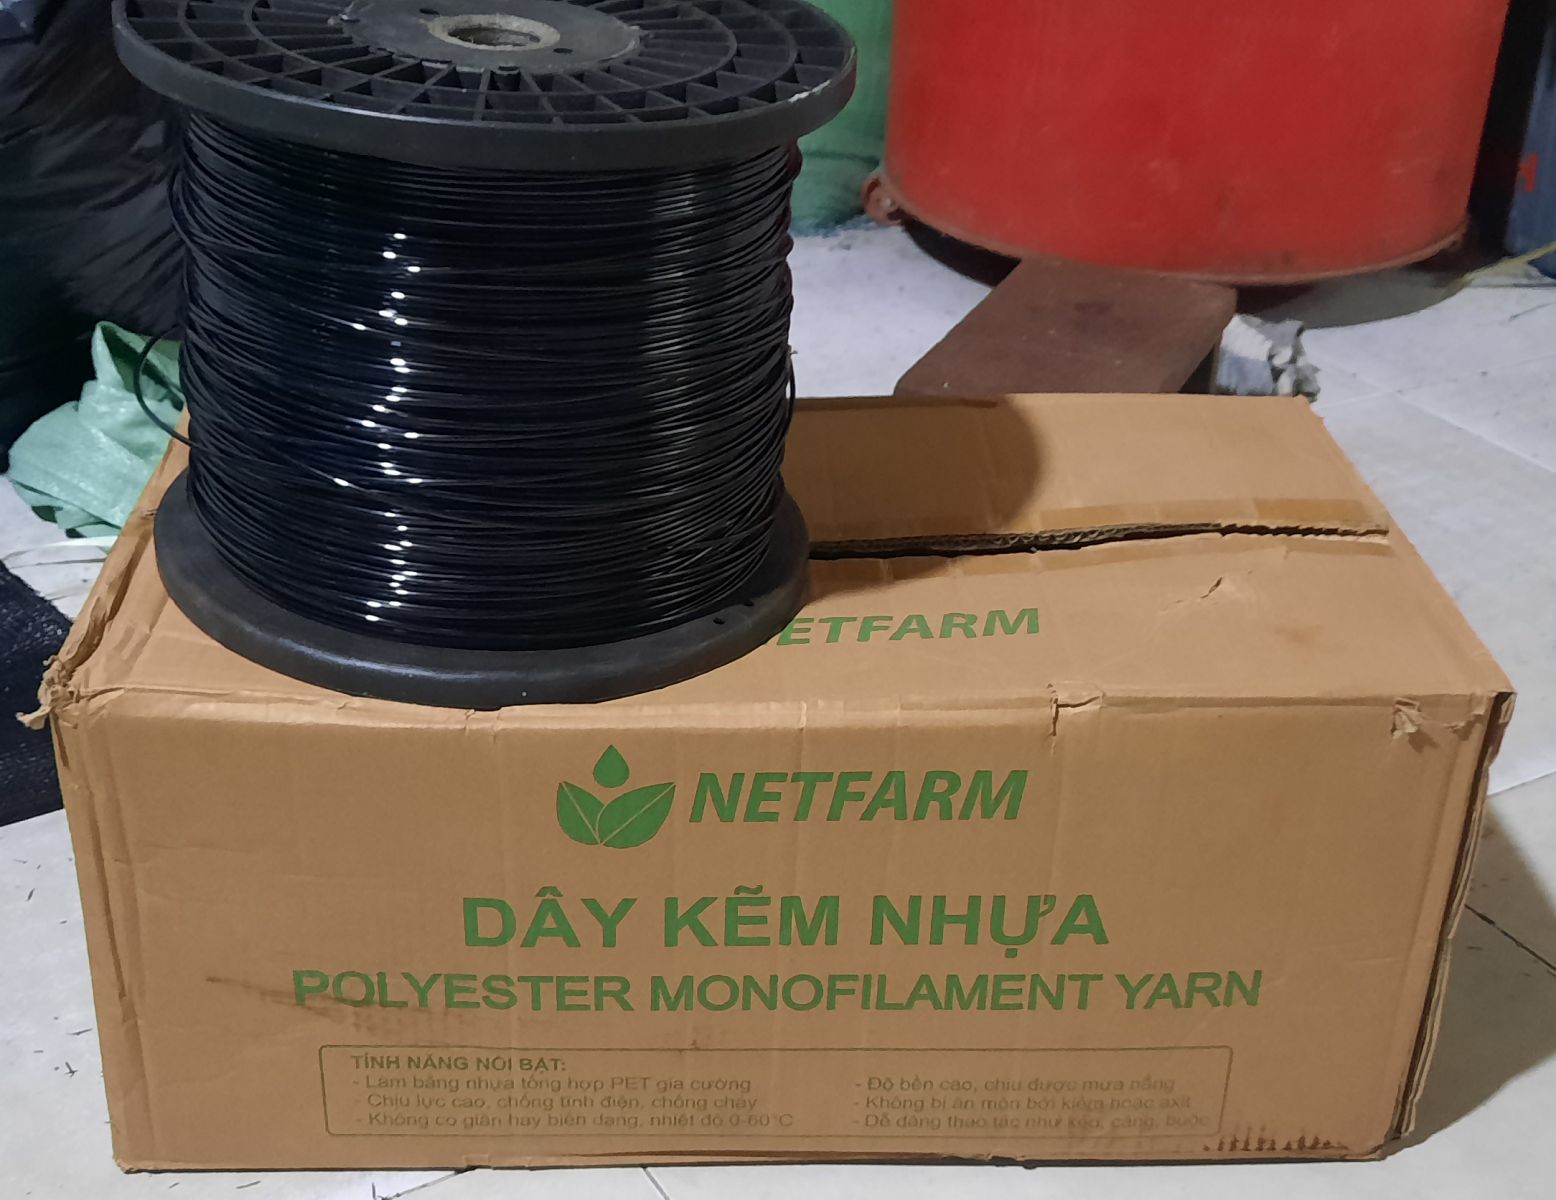 ETFARM
NETFARM
DÂY KẼM NHỰA
POLYESTER MONOFILAMENT YARN
TÍNH NĂNG NỔI BẬT:
- Làm bằng nhựa tổng hợp PET gia cường
- Chịu lực cao, chống tĩnh điện, chống cháy
- Không co giãn hay biến dạng, nhiệt độ 0-60°C
- Độ bền cao, chịu được mưa nắng
- Không bị ăn mòn bởi kiềm hoặc axit
- Dễ dàng thao tác như kéo, căng, buộc